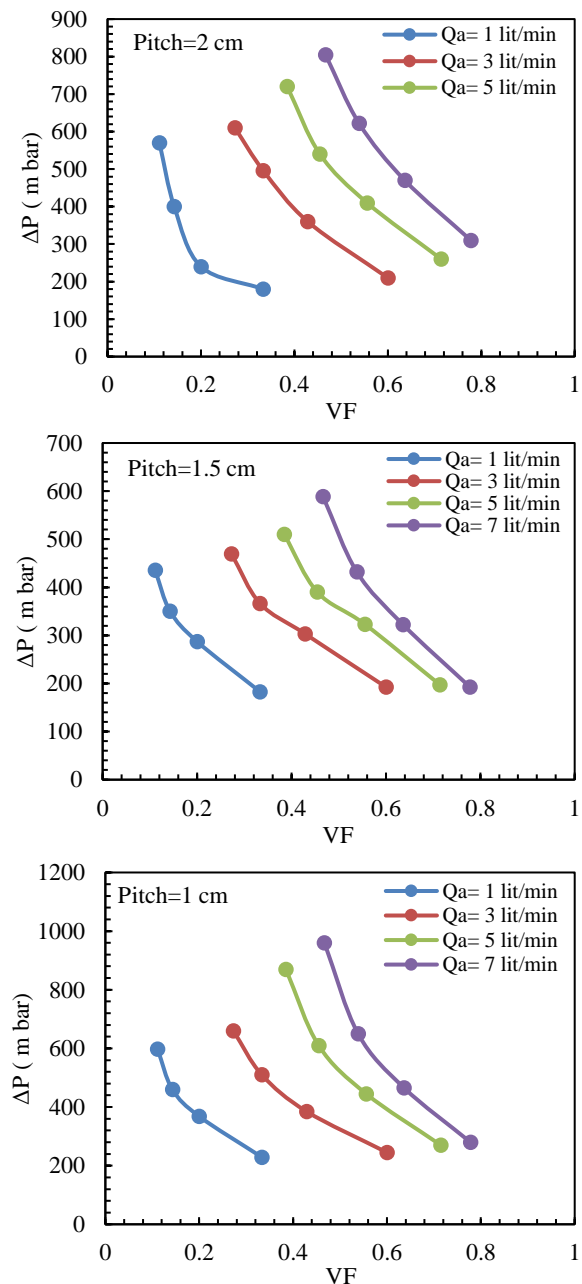 Pitch=2 cm
Qa= 1 lit/min
Qa= 3 lit/min
Qa= 5 lit/min
Qa= 7 lit/min
900
800
700
600
500
400
300
200
100
0
ΔP ( m bar)
0 0.2 0.4 0.6 0.8 1
VF
Pitch=1.5 cm
Qa= 1 lit/min
Qa= 3 lit/min
Qa= 5 lit/min
Qa= 7 lit/min
700
600
500
400
300
200
100
0
ΔP ( m bar)
0 0.2 0.4 0.6 0.8 1
VF
Pitch=1 cm
Qa= 1 lit/min
Qa= 3 lit/min
Qa= 5 lit/min
Qa= 7 lit/min
1200
1000
800
600
400
200
0
ΔP ( m bar)
0 0.2 0.4 0.6 0.8 1
VF